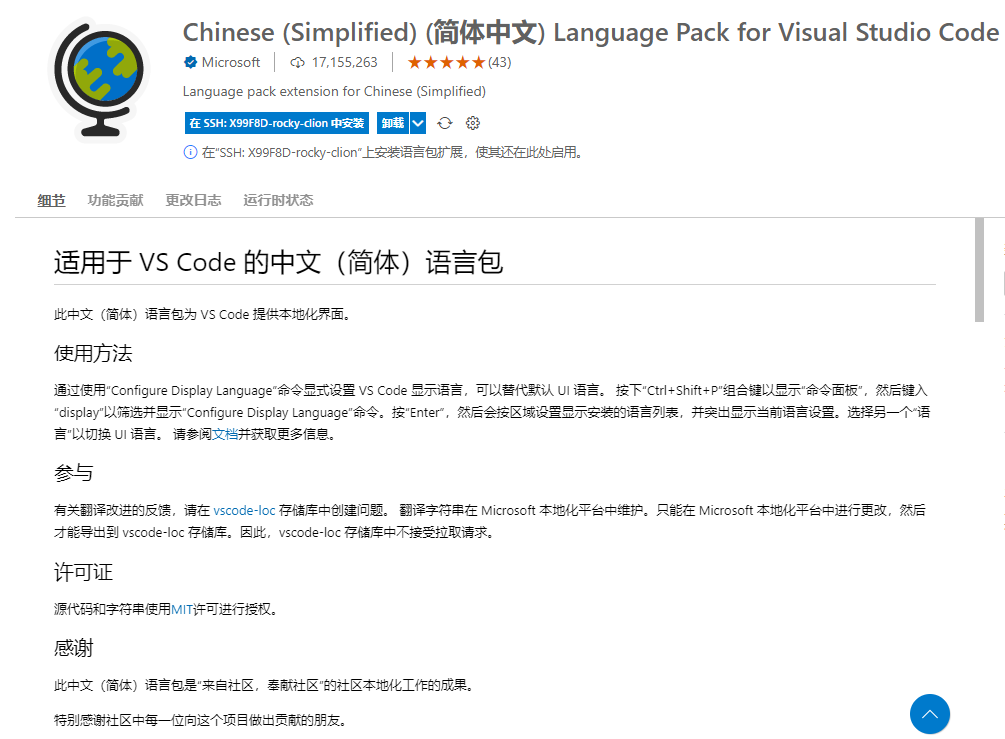 Chinese (Simplified) (简体中文) Language Pack for Visual Studio Code
Microsoft 17,155,263 (43)
Language pack extension for Chinese (Simplified)
在 SSH: X99F8D-rocky-clion 中安装 卸载
在“SSH: X99F8D-rocky-clion”上安装语言包扩展，使其还在此处启用。
细节 功能贡献 更改日志 运行时状态
适用于 VS Code 的中文（简体）语言包
此中文（简体）语言包为 VS Code 提供本地化界面。
使用方法
通过使用“Configure Display Language”命令显式设置 VS Code 显示语言，可以替代默认 UI 语言。 按下“Ctrl+Shift+P”组合键以显示“命令面板”，然后键入
“display”以筛选并显示“Configure Display Language”命令。按“Enter”，然后会按区域设置显示安装的语言列表，并突出显示当前语言设置。选择另一个“语
言”以切换 UI 语言。 请参阅文档并获取更多信息。
参与
有关翻译改进的反馈，请在 vscode-loc 存储库中创建问题。 翻译字符串在 Microsoft 本地化平台中维护。只能在 Microsoft 本地化平台中进行更改，然后
才能导出到 vscode-loc 存储库。因此，vscode-loc 存储库中不接受拉取请求。
许可证
源代码和字符串使用MIT许可进行授权。
感谢
此中文（简体）语言包是“来自社区，奉献社区”的社区本地化工作的成果。
特别感谢社区中每一位向这个项目做出贡献的朋友。